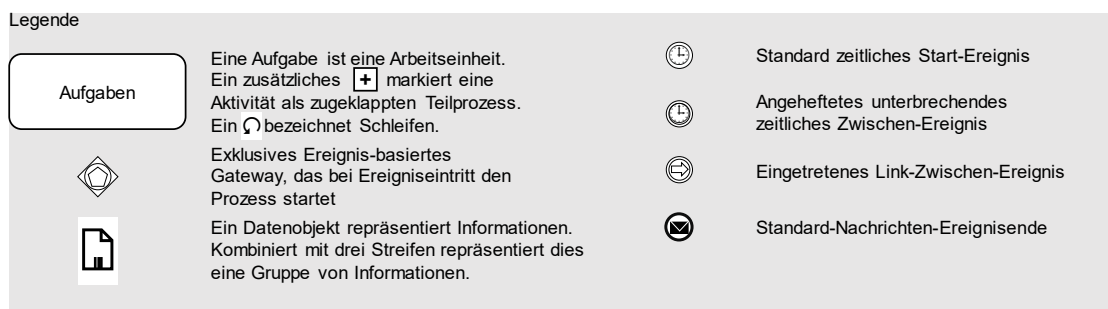 Legende
Aufgaben
Eine Aufgabe ist eine Arbeitseinheit.
Ein zusätzliches + markiert eine
Aktivität als zugeklappten Teilprozess.
Ein bezeichnet Schleifen.
Exklusives Ereignis-basiertes
Gateway, das bei Ereigniseintritt den
Prozess startet
Ein Datenobjekt repräsentiert Informationen.
Kombiniert mit drei Streifen repräsentiert dies
eine Gruppe von Informationen.
Standard zeitliches Start-Ereignis
Angeheftetes unterbrechendes
zeitliches Zwischen-Ereignis
Eingetretenes Link-Zwischen-Ereignis
Standard-Nachrichten-Ereignisende